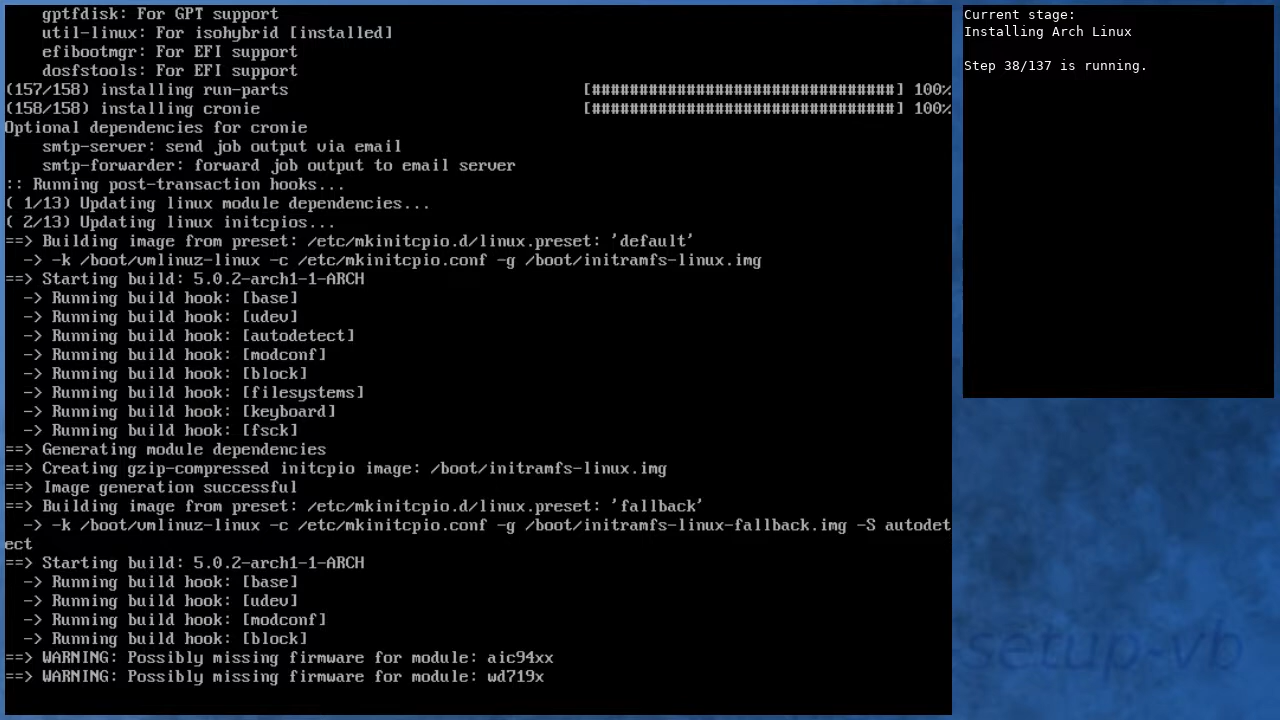 gptfdisk: For GPT support
    util-linux: For isohybrid [installed]
    efibootmgr: For EFI support
    dosfstools: For EFI support
(157/158) installing run-parts                               [################################] 100%
(158/158) installing cronie                                  [################################] 100%
Optional dependencies for cronie
    smtp-server: send job output via email
    smtp-forwarder: forward job output to email server
:: Running post-transaction hooks...
( 1/13) Updating linux module dependencies...
( 2/13) Updating linux initcpios...
==> Building image from preset: /etc/mkinitcpio.d/linux.preset: 'default'
  -> -k /boot/vmlinuz-linux -c /etc/mkinitcpio.conf -g /boot/initramfs-linux.img
==> Starting build: 5.0.2-arch1-1-ARCH
  -> Running build hook: [base]
  -> Running build hook: [udev]
  -> Running build hook: [autodetect]
  -> Running build hook: [modconf]
  -> Running build hook: [block]
  -> Running build hook: [filesystems]
  -> Running build hook: [keyboard]
  -> Running build hook: [fsck]
==> Generating module dependencies
==> Creating gzip-compressed initcpio image: /boot/initramfs-linux.img
==> Image generation successful
==> Building image from preset: /etc/mkinitcpio.d/linux.preset: 'fallback'
  -> -k /boot/vmlinuz-linux -c /etc/mkinitcpio.conf -g /boot/initramfs-linux-fallback.img -S autodet
ect
==> Starting build: 5.0.2-arch1-1-ARCH
  -> Running build hook: [base]
  -> Running build hook: [udev]
  -> Running build hook: [modconf]
  -> Running build hook: [block]
==> WARNING: Possibly missing firmware for module: aic94xx
==> WARNING: Possibly missing firmware for module: wd719x
Current stage:
Installing Arch Linux
Step 38/137 is running.
setup-vb